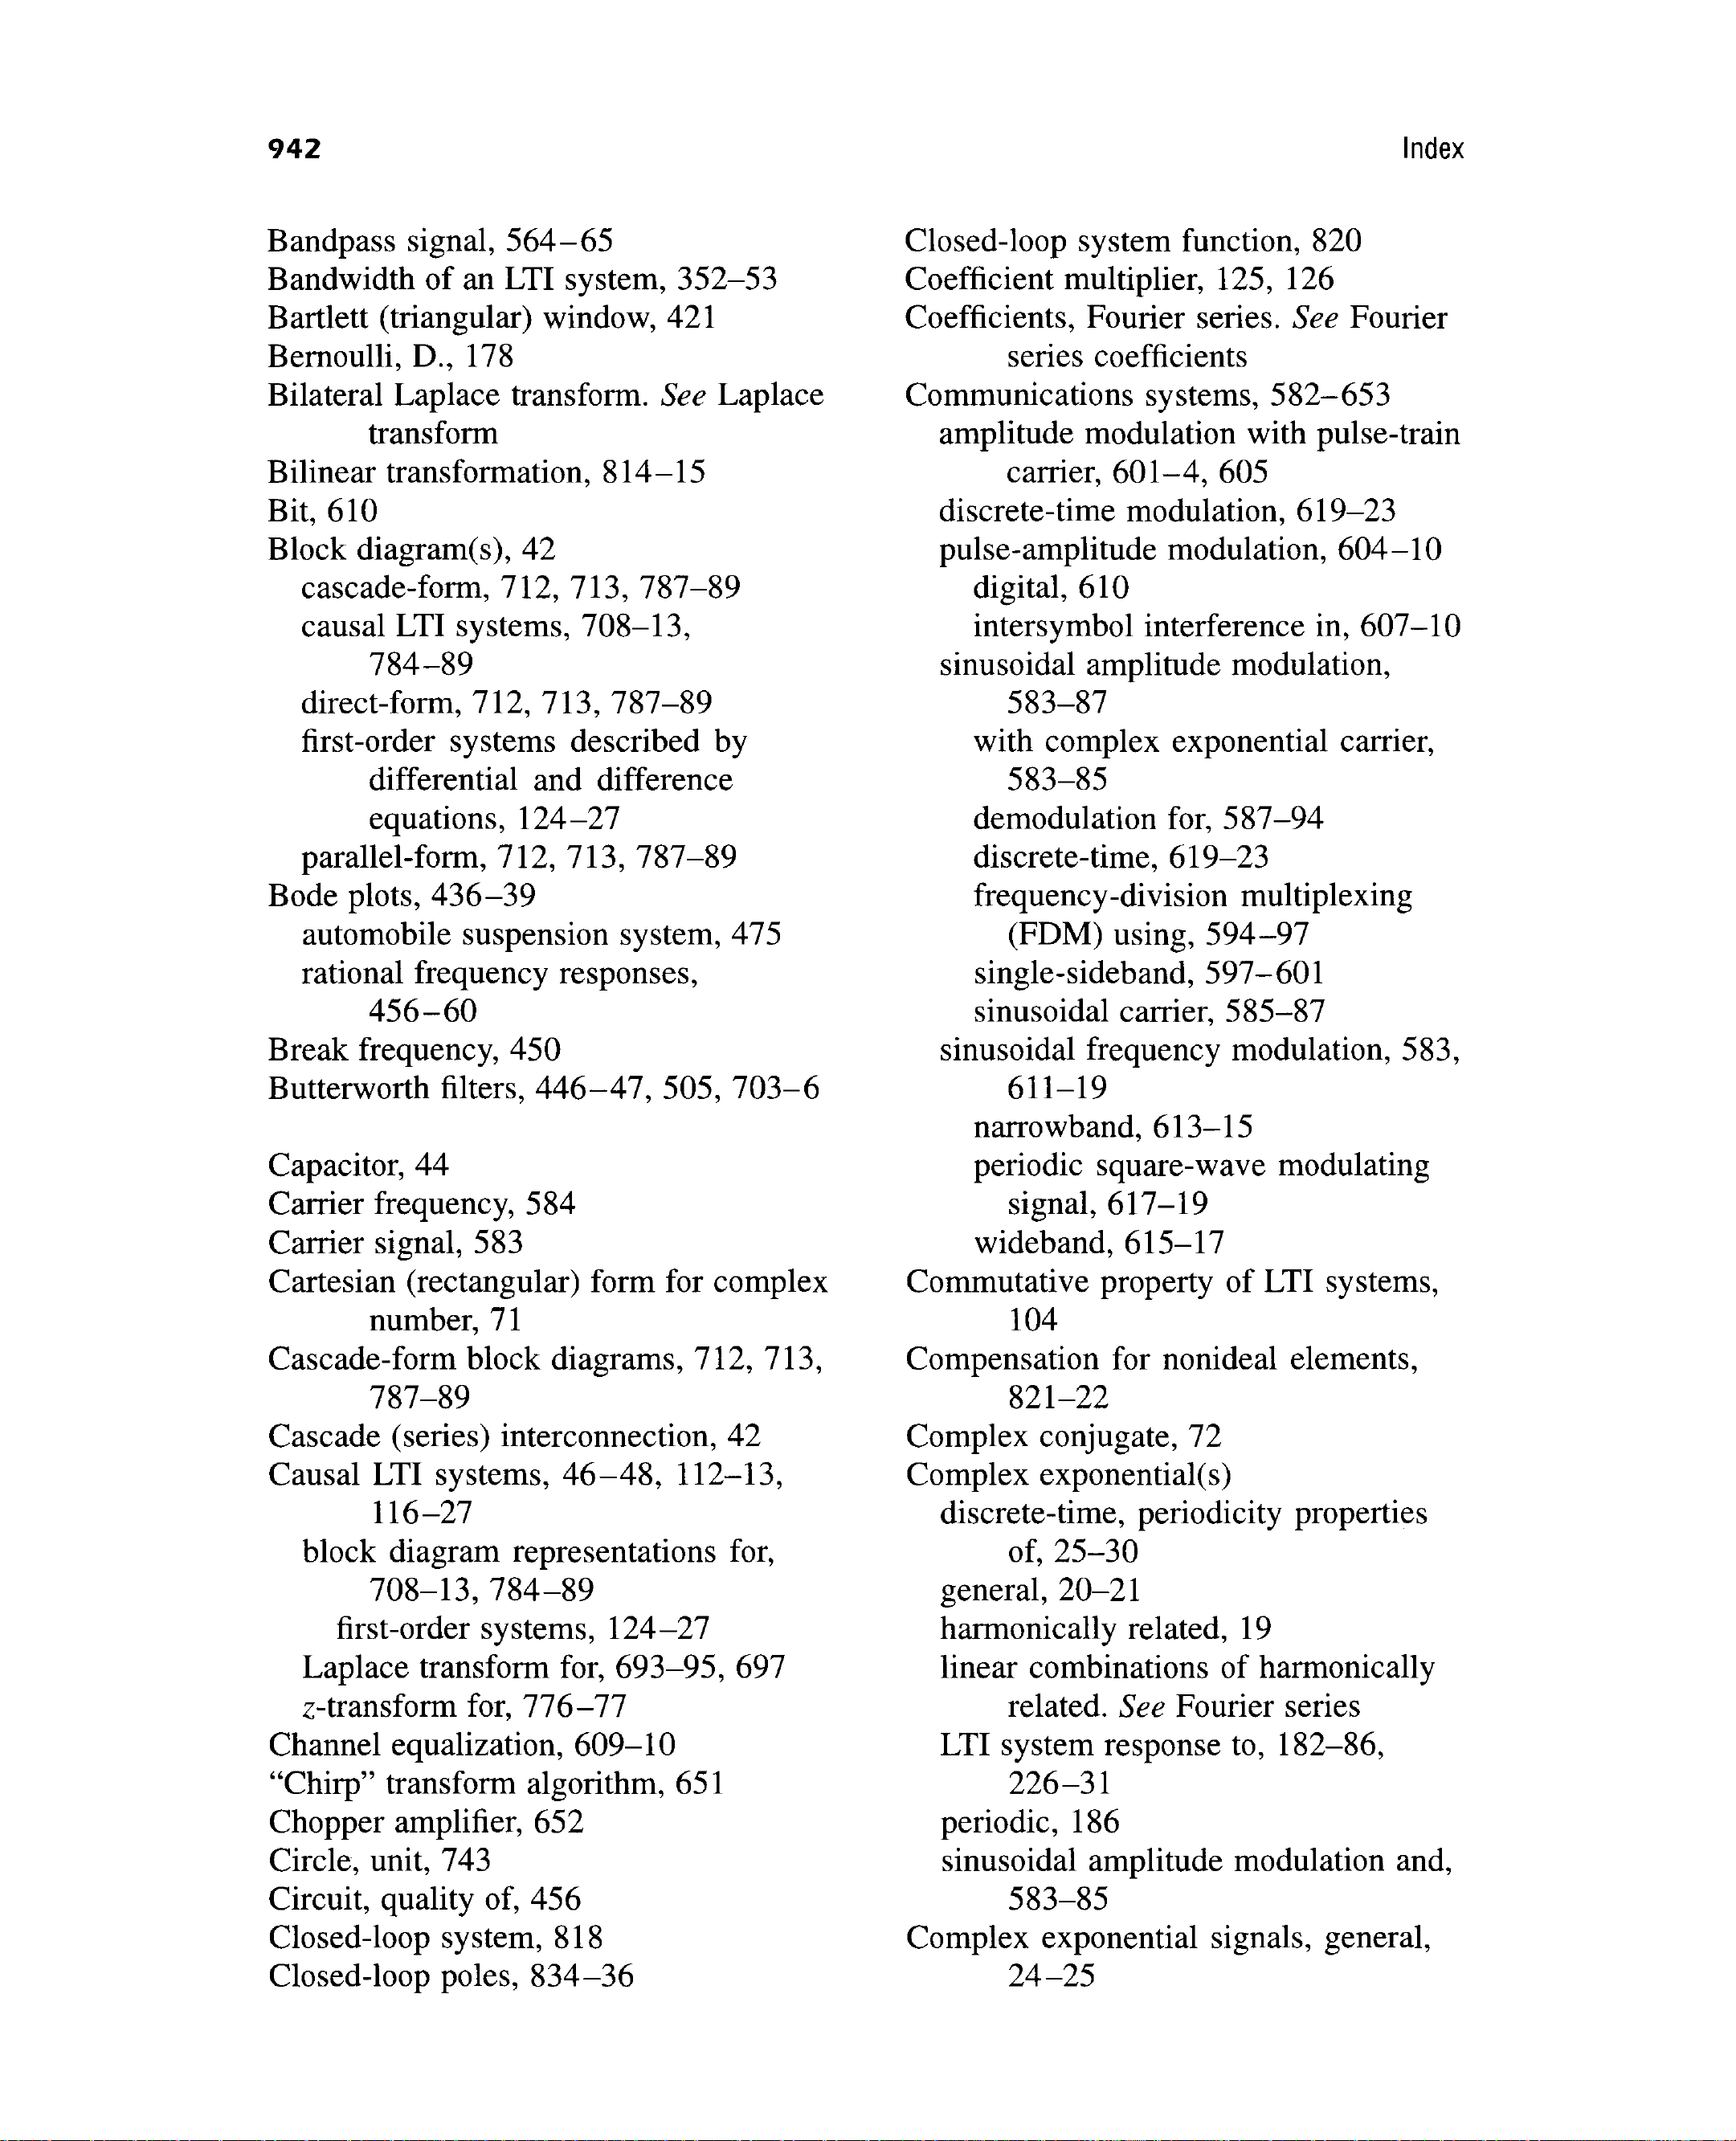 942
Index
Bandpass signal, 564–65
Bandwidth of an LTI system, 352–53
Bartlett (triangular) window, 421
Bernoulli, D., 178
Bilateral Laplace transform. See Laplace
transform
Bilinear transformation, 814–15
Bit, 610
Block diagram(s), 42
cascade-form, 712, 713, 787–89
causal LTI systems, 708–13,
784–89
direct-form, 712, 713, 787–89
first-order systems described by
differential and difference
equations, 124–27
parallel-form, 712, 713, 787–89
Bode plots, 436–39
automobile suspension system, 475
rational frequency responses,
456–60
Break frequency, 450
Butterworth filters, 446–47, 505, 703–6
Capacitor, 44
Carrier frequency, 584
Carrier signal, 583
Cartesian (rectangular) form for complex
number, 71
Cascade-form block diagrams, 712, 713,
787–89
Cascade (series) interconnection, 42
Causal LTI systems, 46–48, 112–13,
116–27
block diagram representations for,
708–13, 784–89
first-order systems, 124–27
Laplace transform for, 693–95, 697
z-transform for, 776–77
Channel equalization, 609–10
“Chirp” transform algorithm, 651
Chopper amplifier, 652
Circle, unit, 743
Circuit, quality of, 456
Closed-loop system, 818
Closed-loop poles, 834–36
Closed-loop system function, 820
Coefficient multiplier, 125, 126
Coefficients, Fourier series. See Fourier
series coefficients
Communications systems, 582–653
amplitude modulation with pulse-train
carrier, 601–4, 605
discrete-time modulation, 619–23
pulse-amplitude modulation, 604–10
digital, 610
intersymbol interference in, 607–10
sinusoidal amplitude modulation,
583–87
with complex exponential carrier,
583–85
demodulation for, 587–94
discrete-time, 619–23
frequency-division multiplexing
(FDM) using, 594–97
single-sideband, 597–601
sinusoidal carrier, 585–87
sinusoidal frequency modulation, 583,
611–19
narrowband, 613–15
periodic square-wave modulating
signal, 617–19
wideband, 615–17
Commutative property of LTI systems,
104
Compensation for nonideal elements,
821–22
Complex conjugate, 72
Complex exponential(s)
discrete-time, periodicity properties
of, 25–30
general, 20–21
harmonically related, 19
linear combinations of harmonically
related. See Fourier series
LTI system response to, 182–86,
226–31
periodic, 186
sinusoidal amplitude modulation and,
583–85
Complex exponential signals, general,
24–25